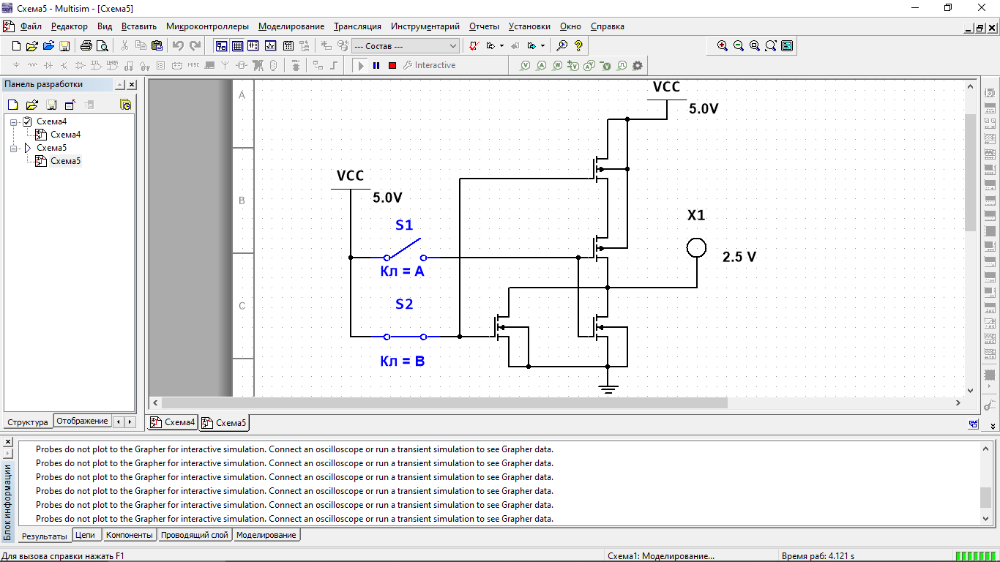 Схема5 - Multisim - [Схема5]
Файл Редактор Вид Вставить Микроконтроллеры Моделирование Трансляция Инструментарий Отчеты Установки Окно Справка
--- Состав ---
MISC
Interactive
Панель разработки
Схема4
Схема4
Схема5
Схема5
Структура Отображение
A
B
C
VCC
5.0V
VCC
5.0V
S1
Кл = A
S2
Кл = B
X1
2.5 V
Схема4 Схема5
Блок информации
Probes do not plot to the Grapher for interactive simulation. Connect an oscilloscope or run a transient simulation to see Grapher data.
Probes do not plot to the Grapher for interactive simulation. Connect an oscilloscope or run a transient simulation to see Grapher data.
Probes do not plot to the Grapher for interactive simulation. Connect an oscilloscope or run a transient simulation to see Grapher data.
Probes do not plot to the Grapher for interactive simulation. Connect an oscilloscope or run a transient simulation to see Grapher data.
Probes do not plot to the Grapher for interactive simulation. Connect an oscilloscope or run a transient simulation to see Grapher data.
Probes do not plot to the Grapher for interactive simulation. Connect an oscilloscope or run a transient simulation to see Grapher data.
Результаты Цепи Компоненты Проводящий слой Моделирование
Для вызова справки нажать F1
Схема1: Моделирование...
Время раб: 4.121 s